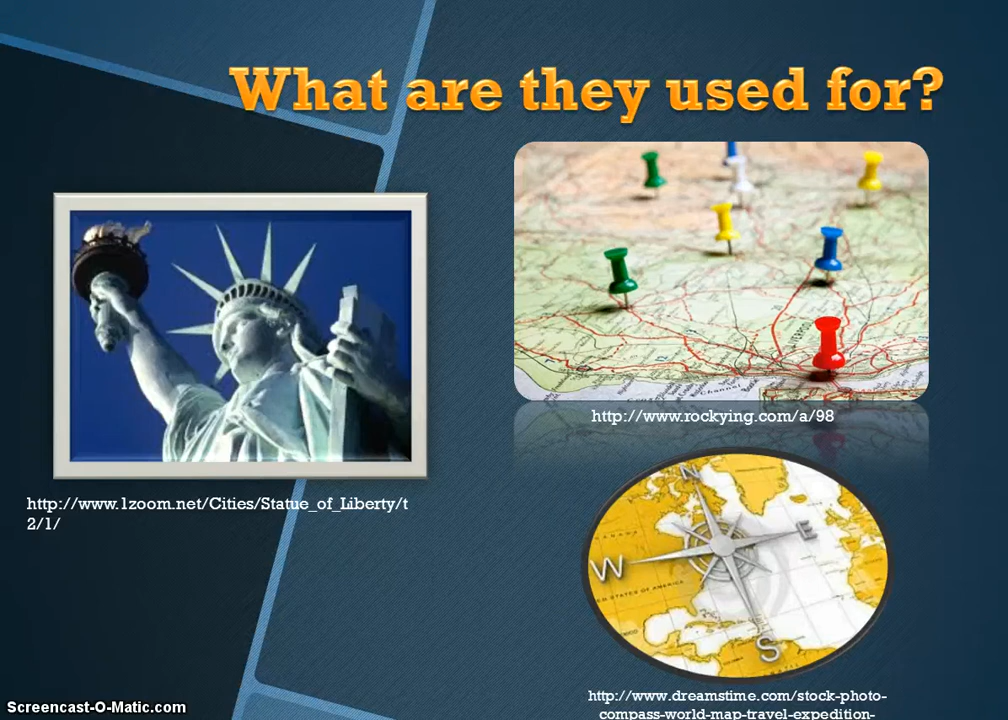 What are they used for?
http://www.rockying.com/a/98
http://www.1zoom.net/Cities/Statue_of_Liberty/t
2/1/
N
W
E
S
http://www.dreamstime.com/stock-photo-
compass-world-map-travel-expedition-
Screencast-O-Matic.com